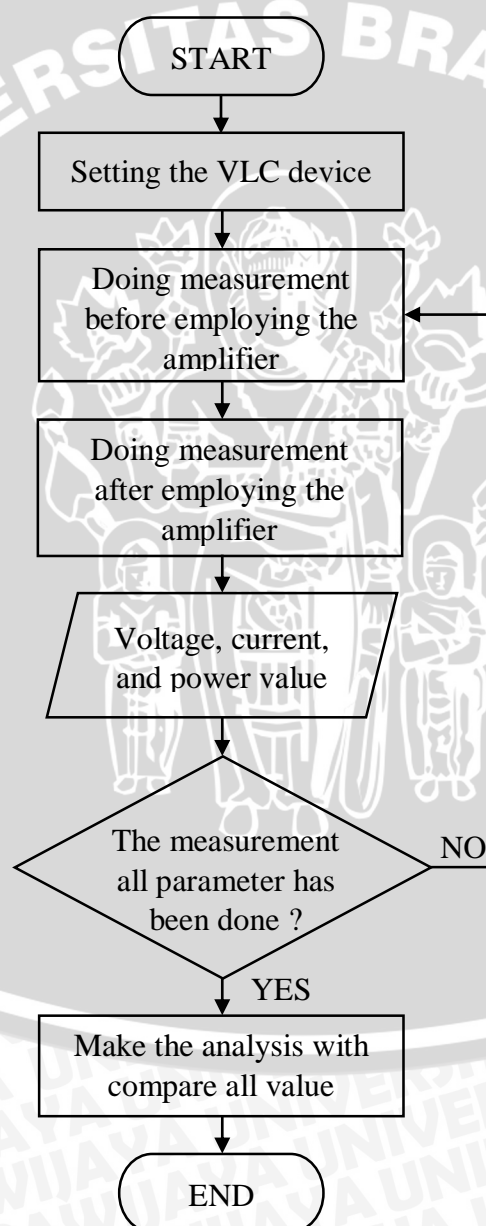 ERSITAS BRA
START
Setting the VLC device
Doing measurement
before employing the
amplifier
Doing measurement
after employing the
amplifier
Voltage, current,
and power value
The measurement
all parameter has
been done ?
NO
YES
Make the analysis with
compare all value
END